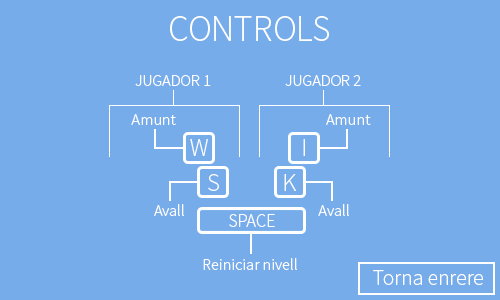 CONTROLS
JUGADOR 1
JUGADOR 2
Amunt
Amunt
W
I
S
K
Avall
Avall
SPACE
Reiniciar nivell
Torna enrere